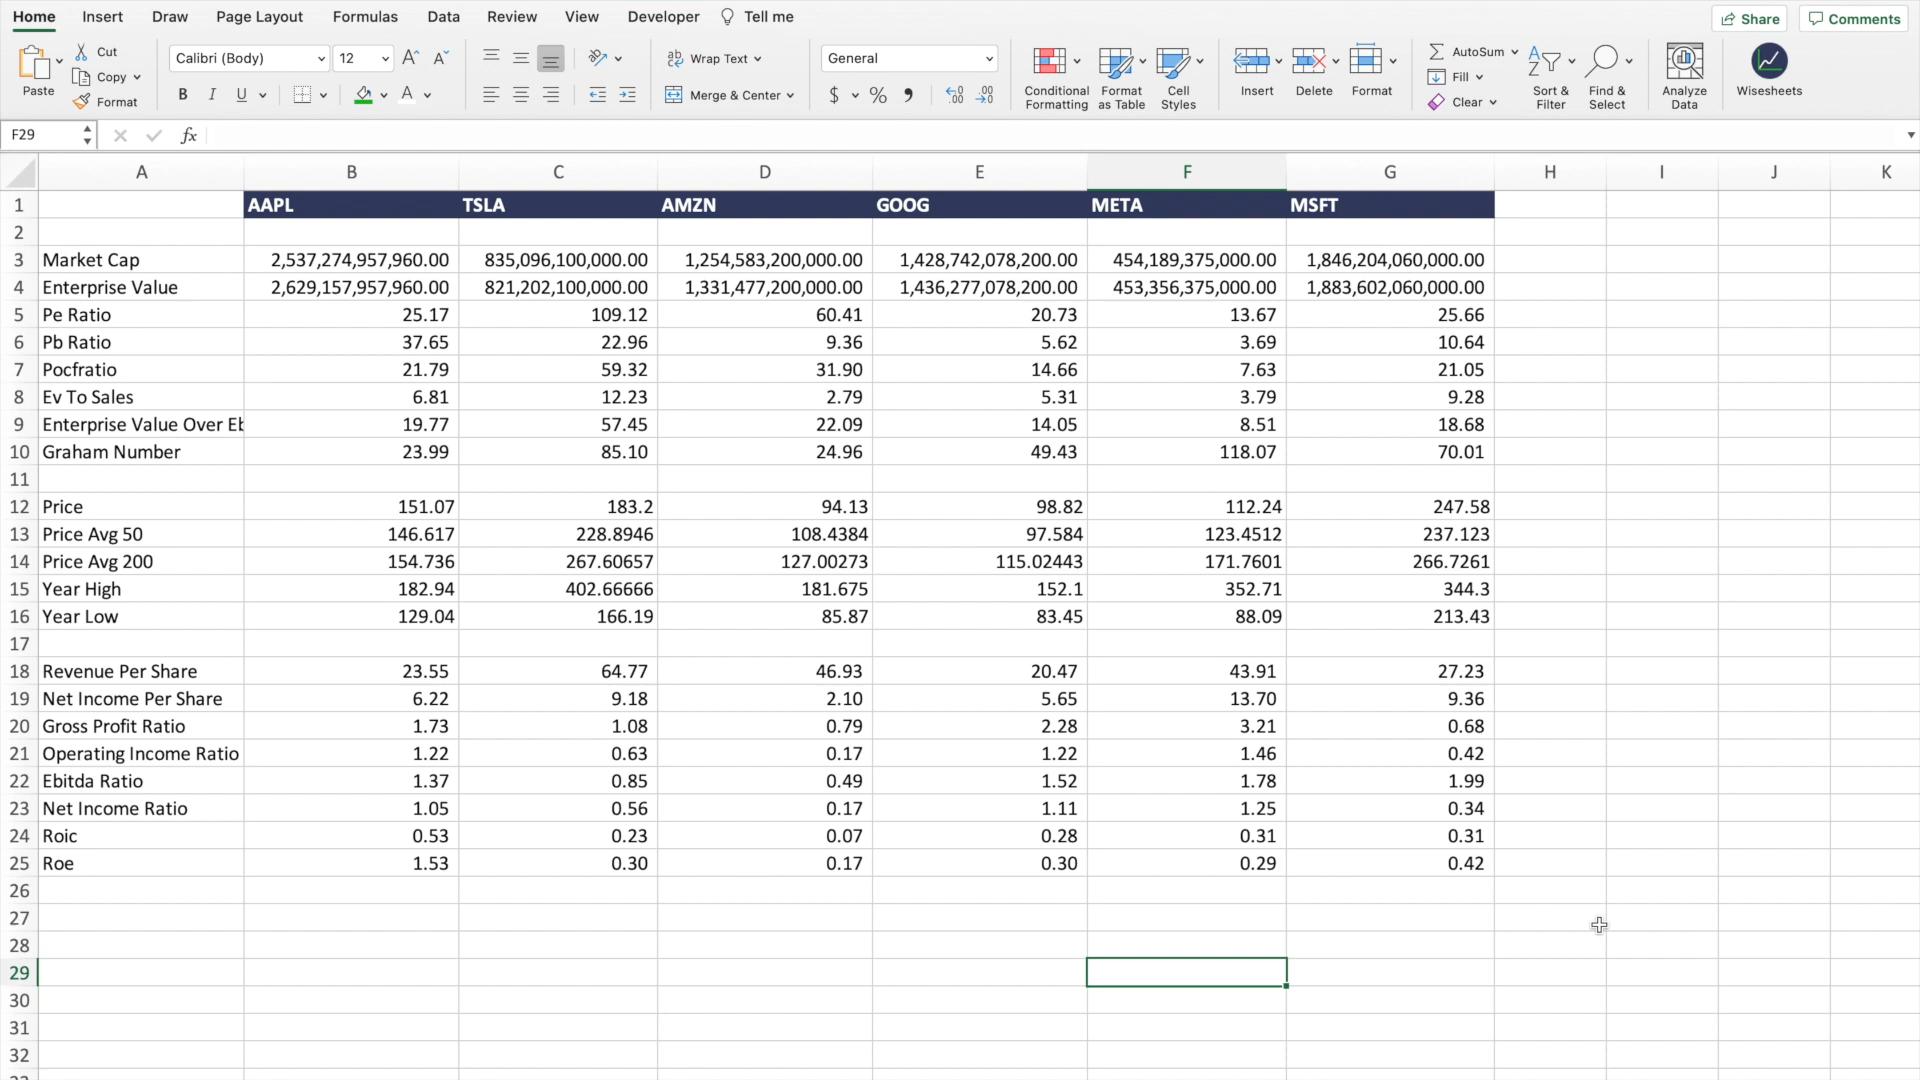 Home Insert Draw Page Layout Formulas Data Review View Developer Tell me Share Comments
Paste Cut Copy Format
Calibri (Body) 12 A A
B I U A
ab c Wrap Text
Merge & Center
General
$ %
Conditional Formatting
Format as Table
Cell Styles
Insert Delete Format
AutoSum
Fill
Clear
Sort & Filter
Find & Select
Analyze Data
Wisesheets
F29 fx
A B C D E F G H I J K
1 AAPL TSLA AMZN GOOG META MSFT
2
3 Market Cap 2,537,274,957,960.00 835,096,100,000.00 1,254,583,200,000.00 1,428,742,078,200.00 454,189,375,000.00 1,846,204,060,000.00
4 Enterprise Value 2,629,157,957,960.00 821,202,100,000.00 1,331,477,200,000.00 1,436,277,078,200.00 453,356,375,000.00 1,883,602,060,000.00
5 Pe Ratio 25.17 109.12 60.41 20.73 13.67 25.66
6 Pb Ratio 37.65 22.96 9.36 5.62 3.69 10.64
7 Pocfratio 21.79 59.32 31.90 14.66 7.63 21.05
8 Ev To Sales 6.81 12.23 2.79 5.31 3.79 9.28
9 Enterprise Value Over Eb 19.77 57.45 22.09 14.05 8.51 18.68
10 Graham Number 23.99 85.10 24.96 49.43 118.07 70.01
11
12 Price 151.07 183.2 94.13 98.82 112.24 247.58
13 Price Avg 50 146.617 228.8946 108.4384 97.584 123.4512 237.123
14 Price Avg 200 154.736 267.60657 127.00273 115.02443 171.7601 266.7261
15 Year High 182.94 402.66666 181.675 152.1 352.71 344.3
16 Year Low 129.04 166.19 85.87 83.45 88.09 213.43
17
18 Revenue Per Share 23.55 64.77 46.93 20.47 43.91 27.23
19 Net Income Per Share 6.22 9.18 2.10 5.65 13.70 9.36
20 Gross Profit Ratio 1.73 1.08 0.79 2.28 3.21 0.68
21 Operating Income Ratio 1.22 0.63 0.17 1.22 1.46 0.42
22 Ebitda Ratio 1.37 0.85 0.49 1.52 1.78 1.99
23 Net Income Ratio 1.05 0.56 0.17 1.11 1.25 0.34
24 Roic 0.53 0.23 0.07 0.28 0.31 0.31
25 Roe 1.53 0.30 0.17 0.30 0.29 0.42
26
27
28
29
30
31
32